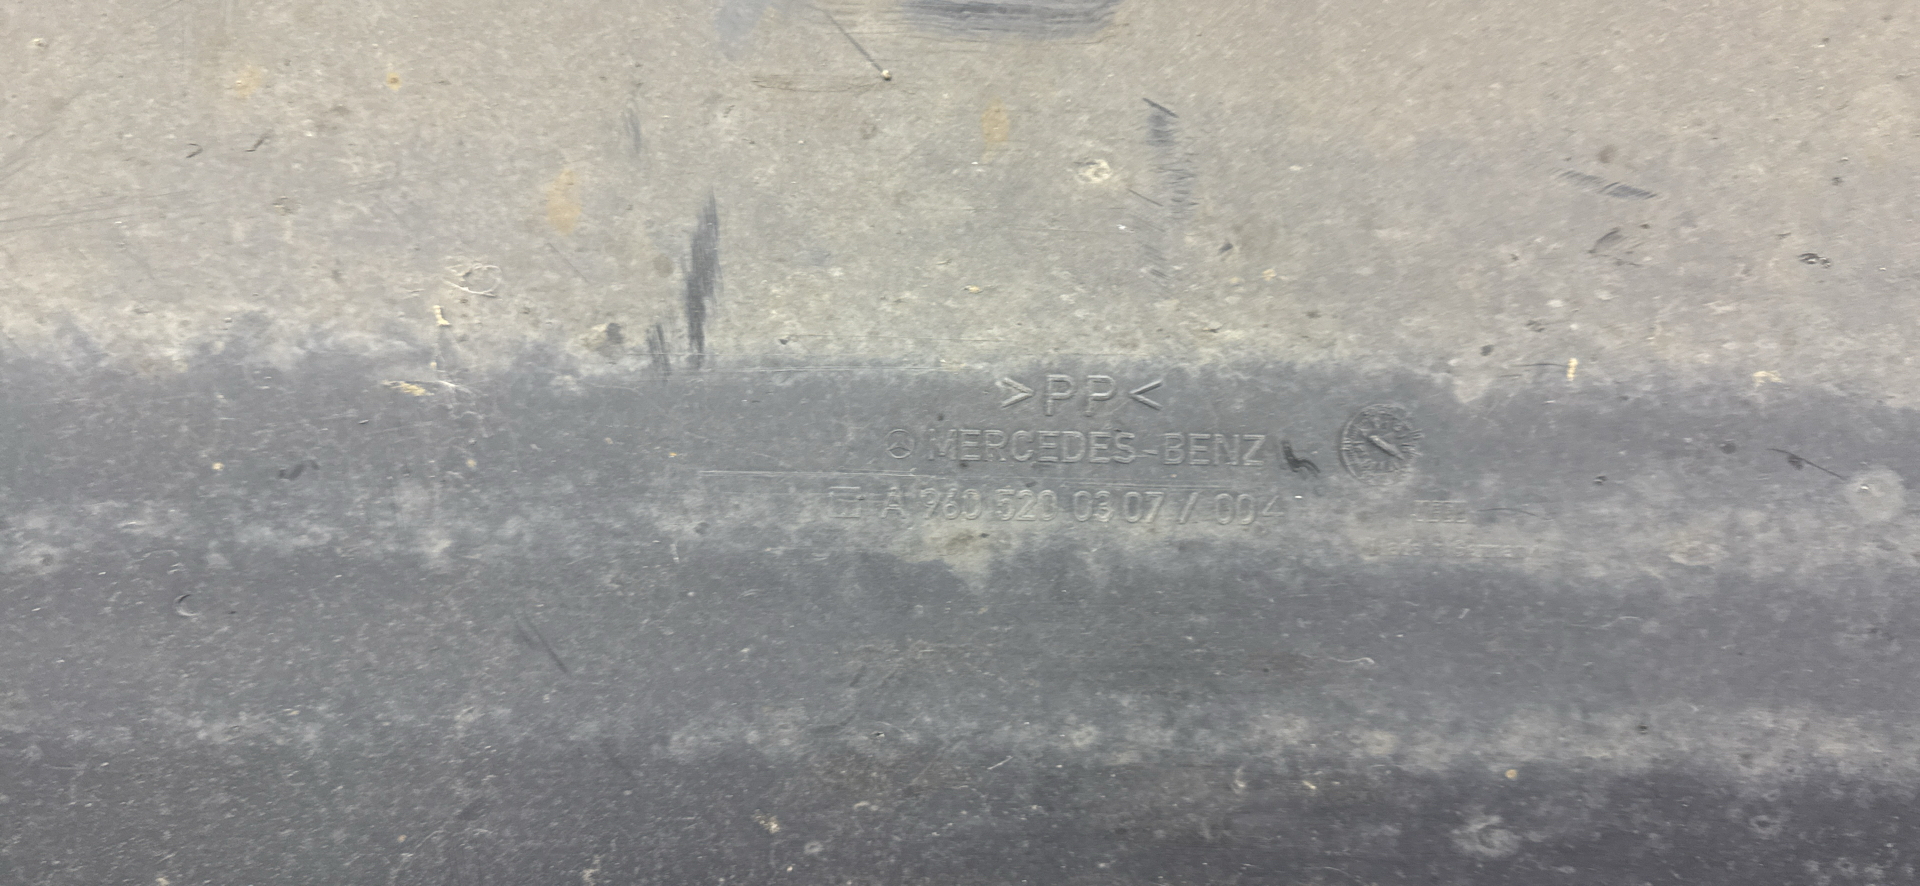 >PP<
MERCEDES-BENZ
A 960 520 03 07 / 004